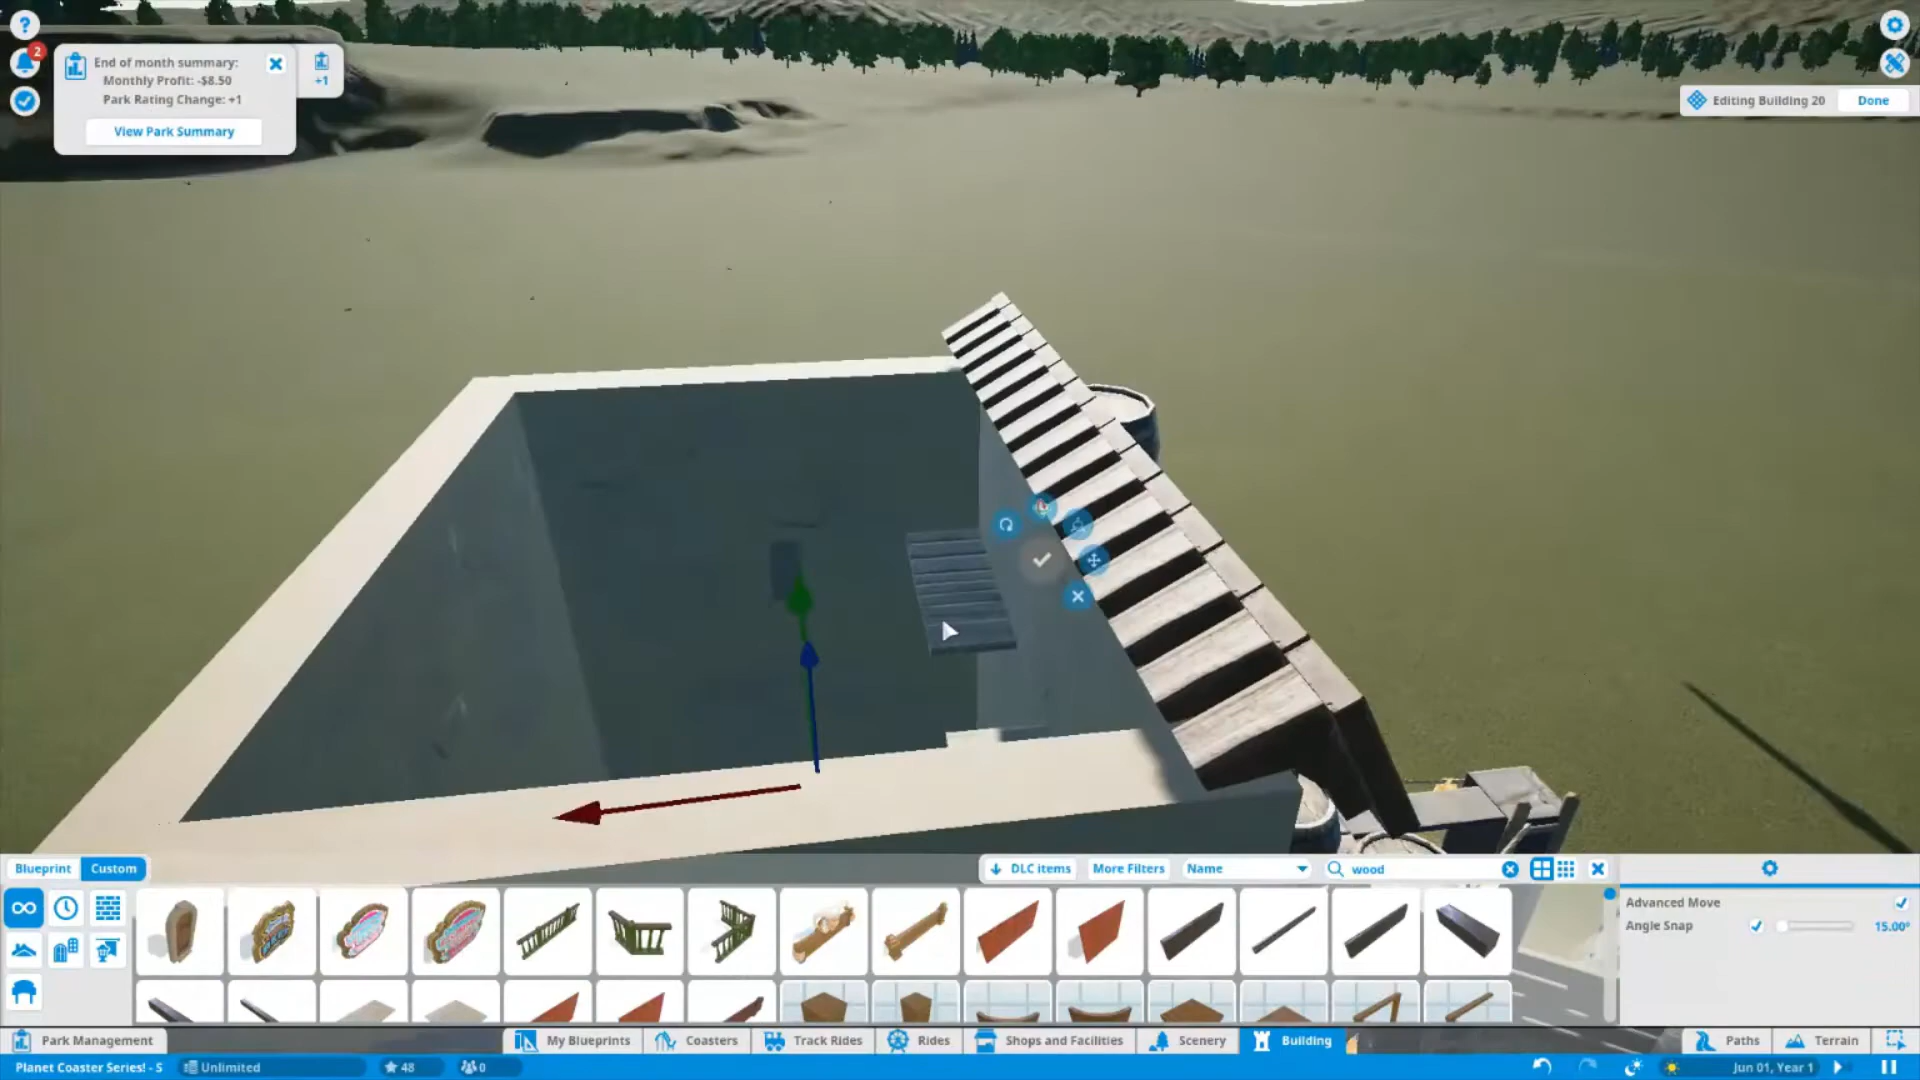 ?
2
End of month summary:
Monthly Profit: -$8.50
Park Rating Change: +1
View Park Summary
+1
Editing Building 20
Done
Blueprint
Custom
DLC items
More Filters
Name
wood
Advanced Move
Angle Snap
15.00°
Park Management
My Blueprints
Coasters
Track Rides
Rides
Shops and Facilities
Scenery
Building
Paths
Terrain
Planet Coaster Series! - S
Unlimited
48
0
Jun 01, Year 1